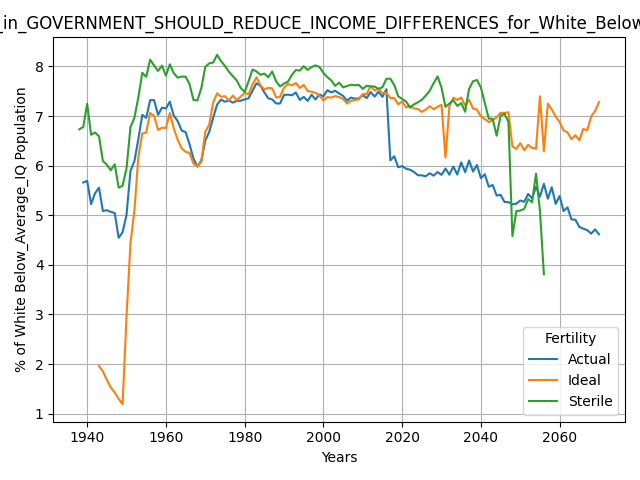 _in_GOVERNMENT_SHOULD_REDUCE_INCOME_DIFFERENCES_for_White_Below
% of White Below_Average_IQ Population
8
7
6
5
4
3
2
1
1940 1960 1980 2000 2020 2040 2060
Years
Fertility
Actual
Ideal
Sterile